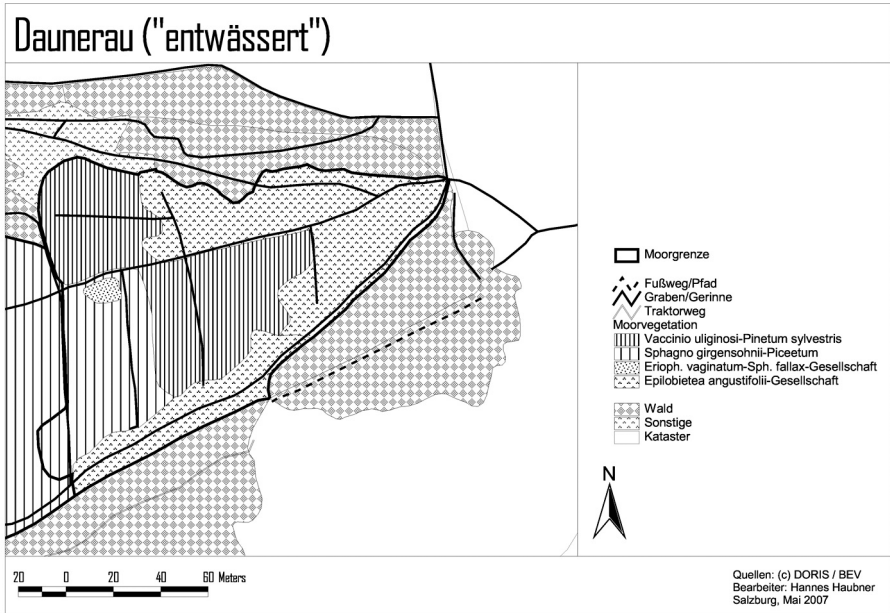 Daunerau ("entwässert")
Moorgrenze
Fußweg/Pfad
Graben/Gerinne
Traktorweg
Moorvegetation
Vaccinio uliginosi-Pinetum sylvestris
Sphagno girgensohnii-Piceetum
Erioph. vaginatum-Sph. fallax-Gesellschaft
Epilobietea angustifolii-Gesellschaft
Wald
Sonstige
Kataster
N
20 0 20 40 60 Meters
Quellen: (c) DORIS / BEV
Bearbeiter: Hannes Haubner
Salzburg, Mai 2007